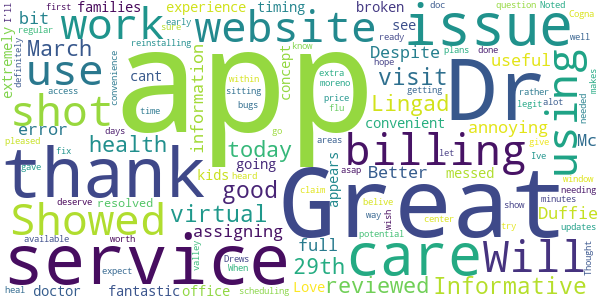 families experience timing broken early I'll
bit work website issue
first March Despite see doc question Noted
extremely use app visit Dr useful Cogna
regular reinstalling concept plans done well
definitely cant Lingad ready
sure sitting extra getting hope rather
access convenience information bugs moreno price legit makes
shot know flu alot using needed
time within convenient
error health today go areas annoying Mc
days billing
pleased fix thank going appears let Ive give
gave kids heard Better messed window
deserve resolved good asap claim minutes
Showed virtual Great Duffie needing
wish belive show updates
available worth assigning full way center try
expect service Drews valley 29th care Will Thought
When potential
heal doctor fantastic office scheduling Love reviewed Informative